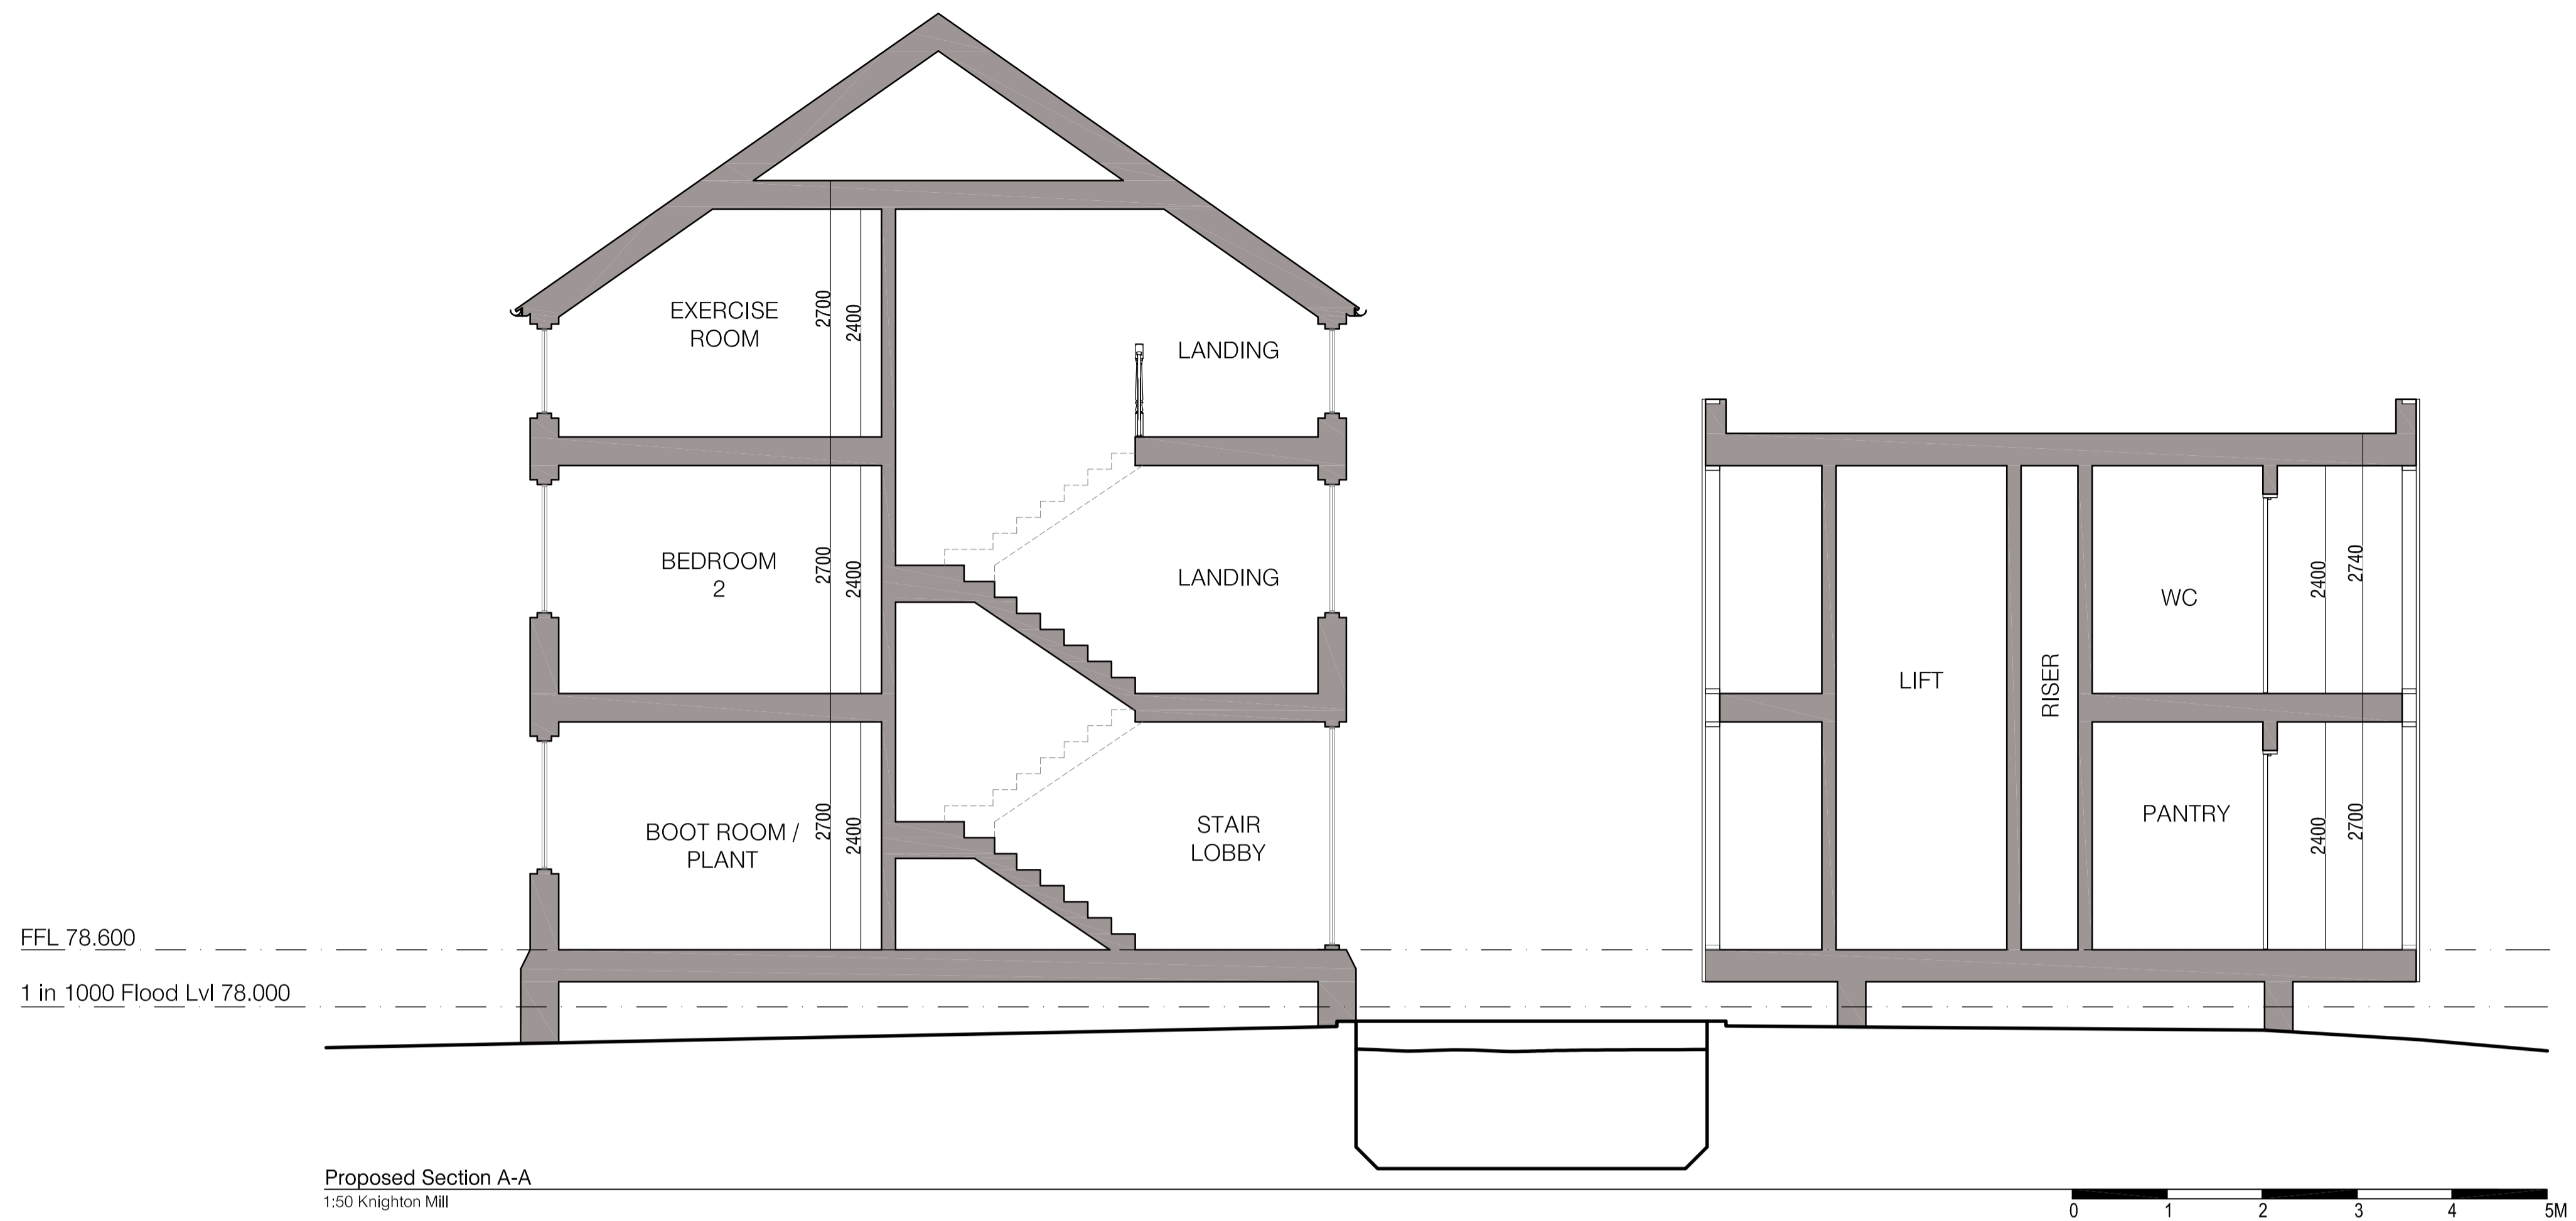 EXERCISE
ROOM
2700
2400
LANDING
BEDROOM
2
2700
2400
LANDING
BOOT ROOM /
PLANT
2700
2400
STAIR
LOBBY
LIFT
RISER
WC
2400
2740
PANTRY
2400
2700
FFL 78.600
1 in 1000 Flood Lvl 78.000
Proposed Section A-A
1:50 Knighton Mill
0 1 2 3 4 5M